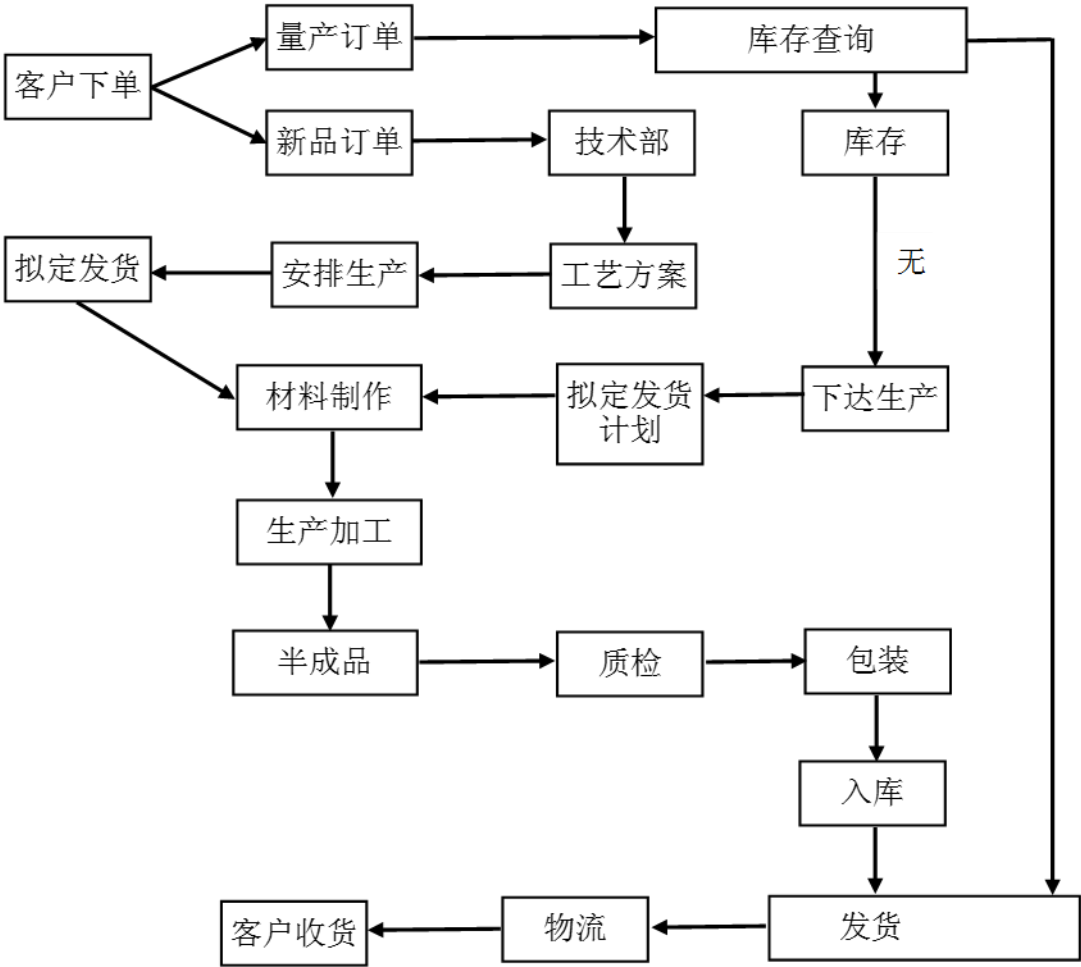 量产订单
库存查询
客户下单
新品订单
技术部
库存
拟定发货
安排生产
工艺方案
无
材料制作
拟定发货
计划
下达生产
生产加工
半成品
质检
包装
入库
客户收货
物流
发货